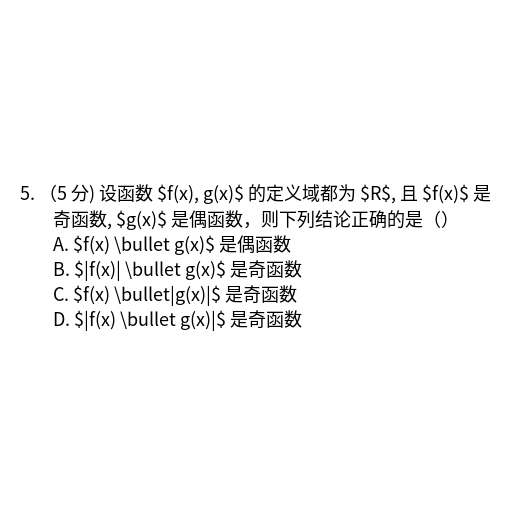 5. （5 分) 设函数 $f(x), g(x)$ 的定义域都为 $R$, 且 $f(x)$ 是
奇函数, $g(x)$ 是偶函数，则下列结论正确的是（）
A. $f(x) \bullet g(x)$ 是偶函数
B. $|f(x)| \bullet g(x)$ 是奇函数
C. $f(x) \bullet|g(x)|$ 是奇函数
D. $|f(x) \bullet g(x)|$ 是奇函数